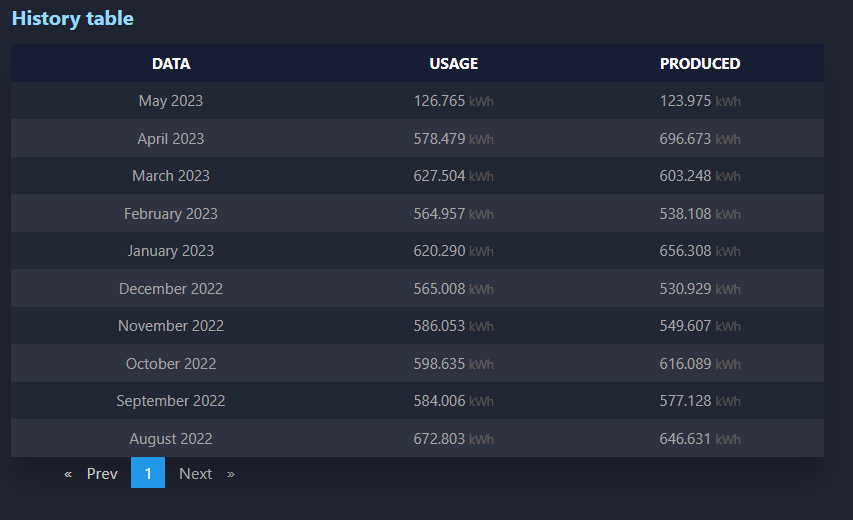 History table
DATA USAGE PRODUCED
May 2023 126.765 kWh 123.975 kWh
April 2023 578.479 kWh 696.673 kWh
March 2023 627.504 kWh 603.248 kWh
February 2023 564.957 kWh 538.108 kWh
January 2023 620.290 kWh 656.308 kWh
December 2022 565.008 kWh 530.929 kWh
November 2022 586.053 kWh 549.607 kWh
October 2022 598.635 kWh 616.089 kWh
September 2022 584.006 kWh 577.128 kWh
August 2022 672.803 kWh 646.631 kWh
« Prev 1 Next »